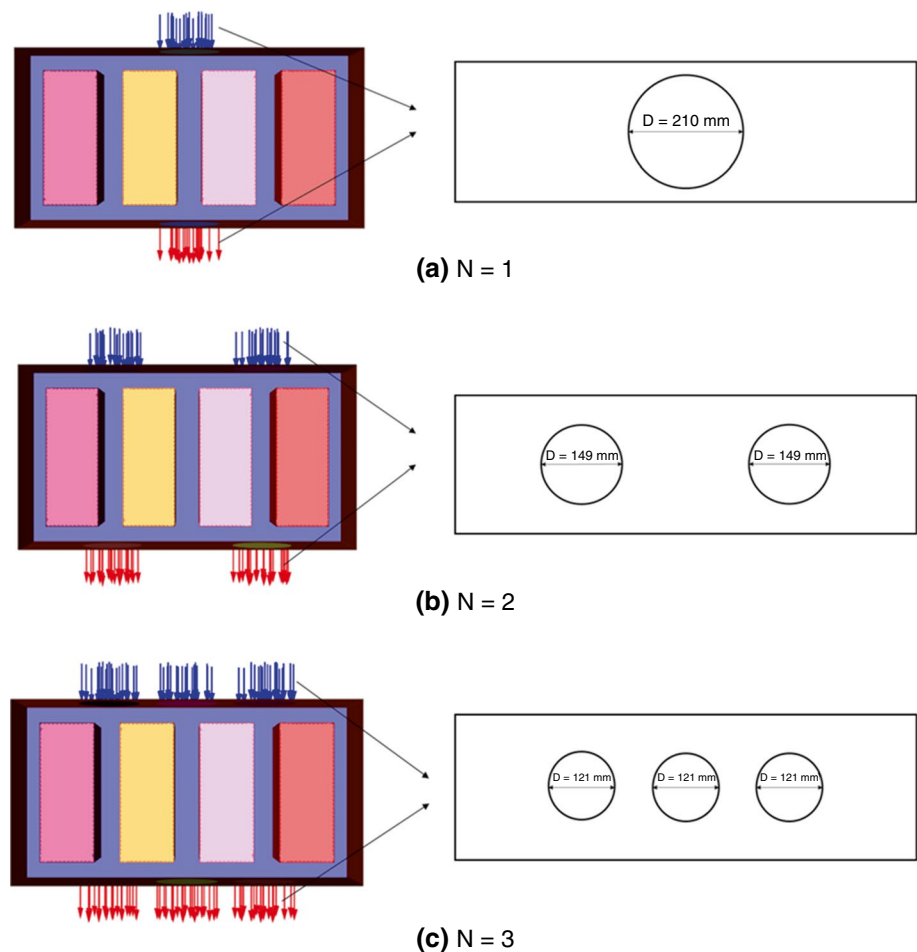 D = 210 mm
(a) N = 1
D = 149 mm D = 149 mm
(b) N = 2
D = 121 mm D = 121 mm D = 121 mm
(c) N = 3